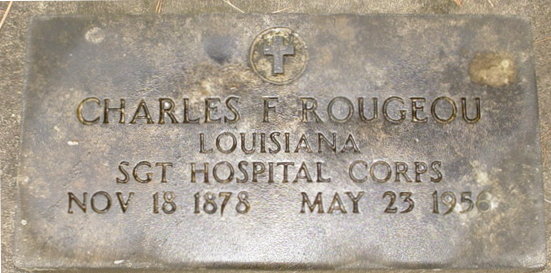 CHARLES F ROUGEOU
LOUISIANA
SGT HOSPITAL CORPS
NOV 18 1878 MAY 23 1956